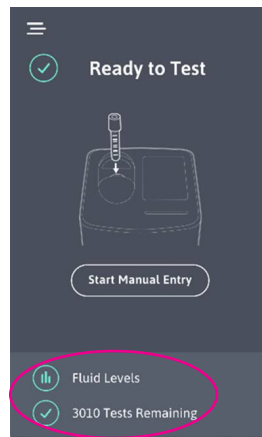 Ready to Test
Start Manual Entry
Fluid Levels
3010 Tests Remaining